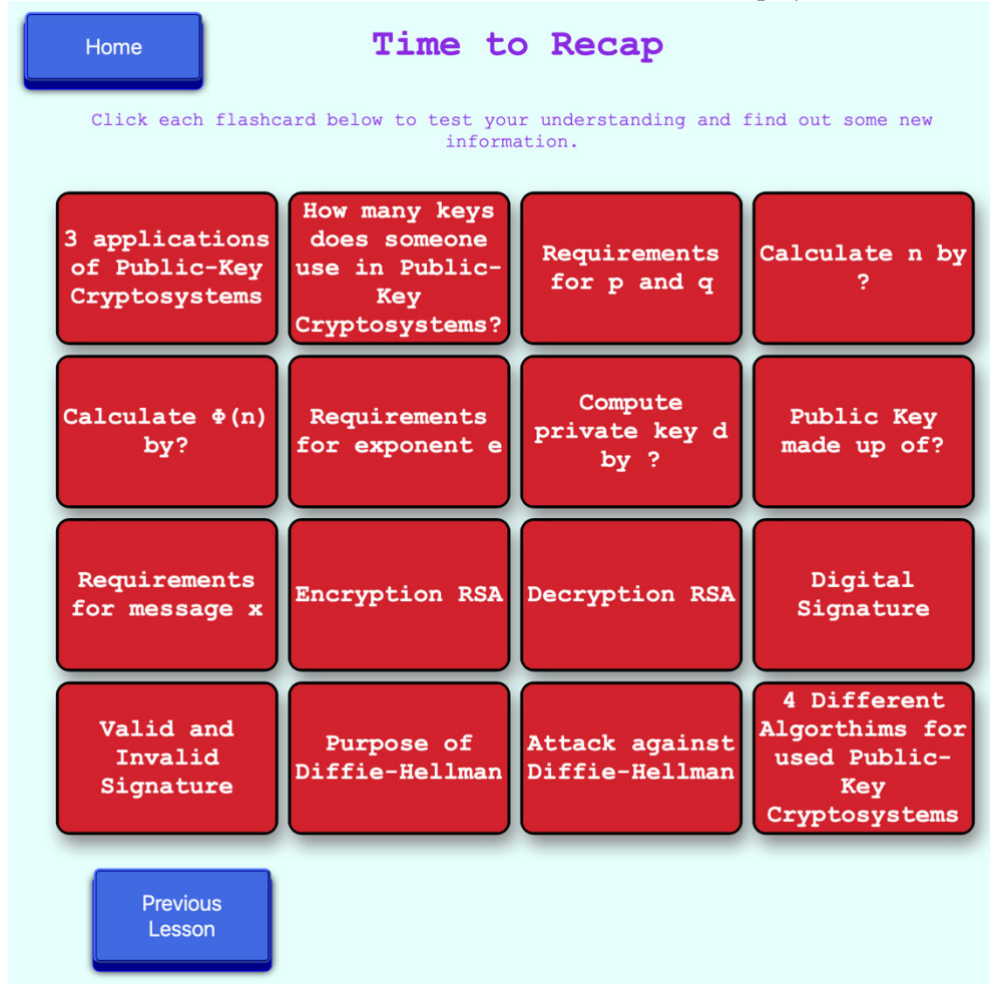 Home
Time to Recap
Click each flashcard below to test your understanding and find out some new
information.
3 applications
of Public-Key
Cryptosystems
How many keys
does someone
use in Public-
Key
Cryptosystems?
Requirements
for p and q
Calculate n by
?
Calculate Φ(n)
by?
Requirements
for exponent e
Compute
private key d
by ?
Public Key
made up of?
Requirements
for message x
Encryption RSA
Decryption RSA
Digital
Signature
Valid and
Invalid
Signature
Purpose of
Diffie-Hellman
Attack against
Diffie-Hellman
4 Different
Algorthims for
used Public-
Key
Cryptosystems
Previous
Lesson